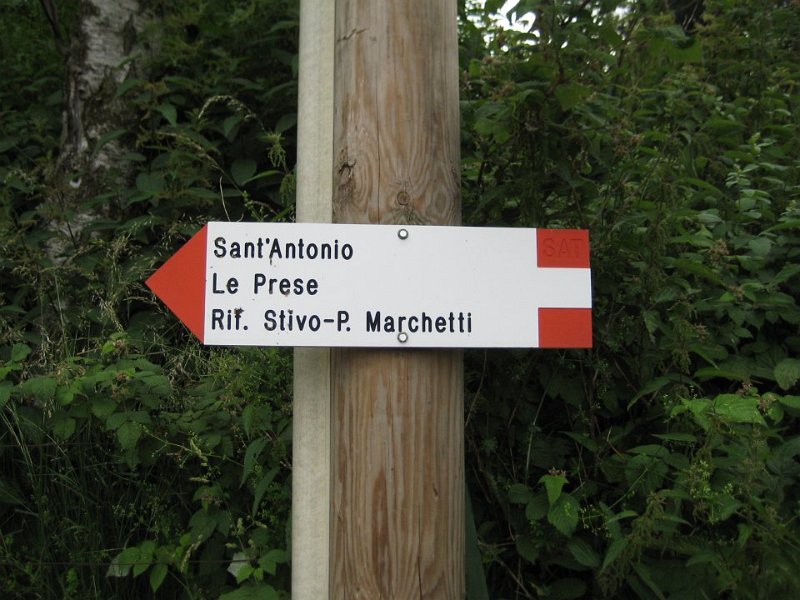 Sant'Antonio
Le Prese
Rif. Stivo-P. Marchetti
SAT